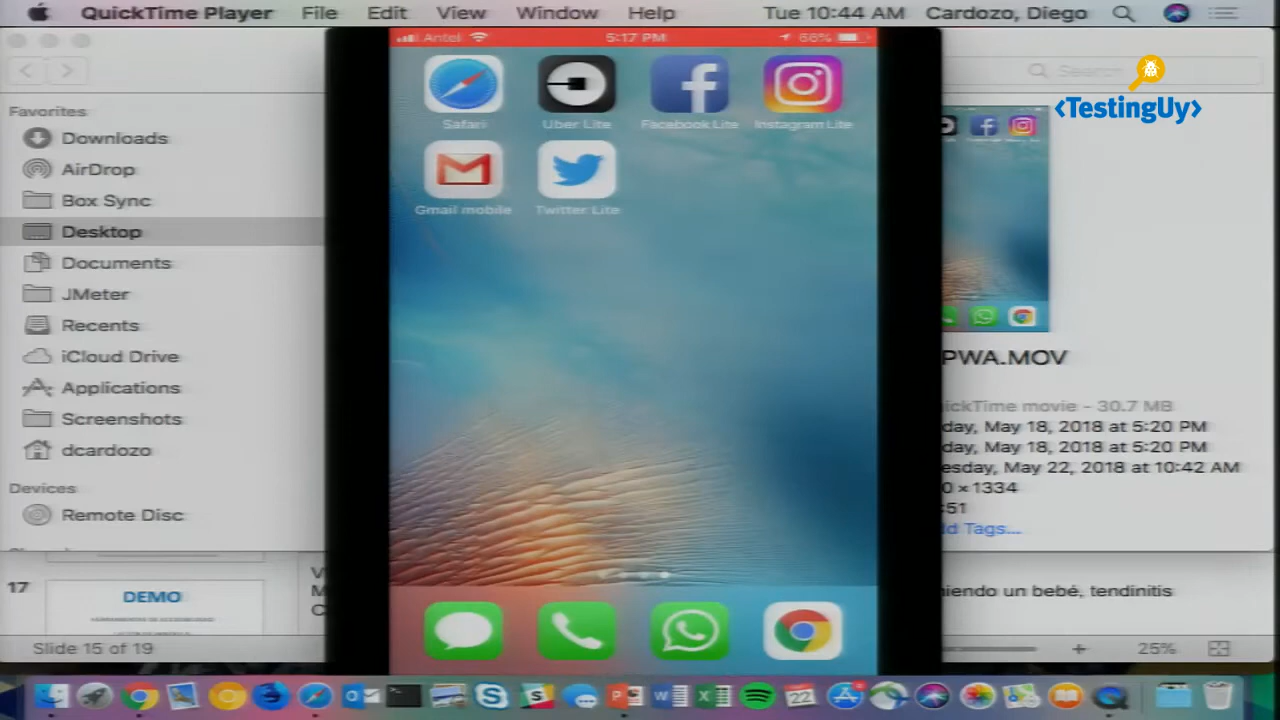 QuickTime Player File Edit View Window Help Tue 10:44 AM Cardozo, Diego
Antel 5:17 PM 66%
Search
<TestingUy>
Favorites
Downloads
AirDrop
Box Sync
Desktop
Documents
JMeter
Recents
iCloud Drive
Applications
Screenshots
dcardozo
Devices
Remote Disc
Safari Uber Lite Facebook Lite Instagram Lite
Gmail mobile Twitter Lite
PWA.MOV
ickTime movie - 30.7 MB
day, May 18, 2018 at 5:20 PM
day, May 18, 2018 at 5:20 PM
esday, May 22, 2018 at 10:42 AM
0 × 1334
:51
d Tags...
17
DEMO
V
M
C
iendo un bebé, tendinitis
Slide 15 of 19
25%
22